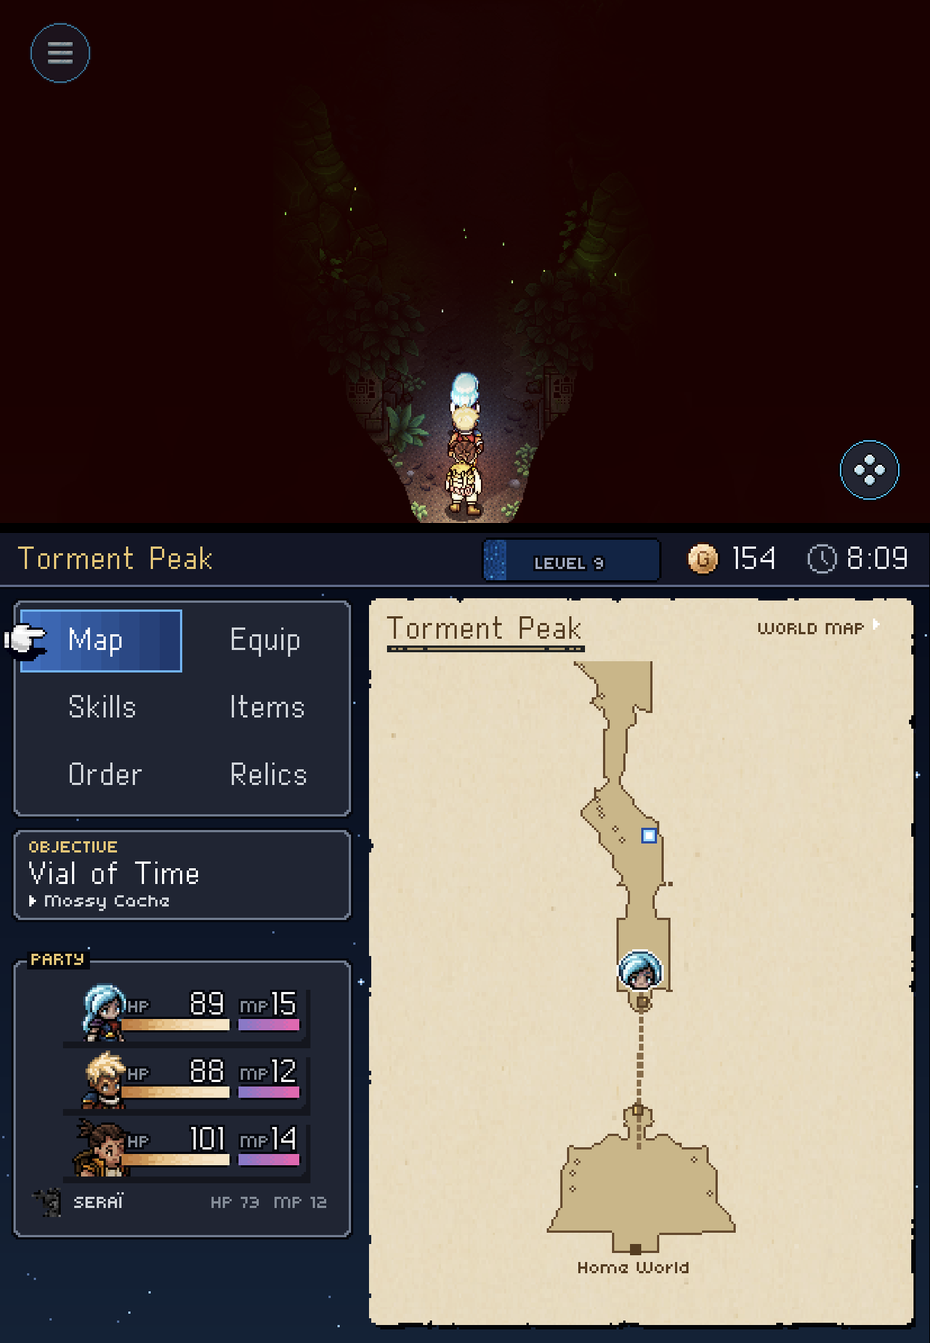 Torment Peak
LEVEL 9
G
154
8:09
Map
Equip
Skills
Items
Order
Relics
OBJECTIVE
Vial of Time
Mossy Cache
PARTY
HP 89 MP 15
HP 88 MP 12
HP 101 MP 14
SERAÏ HP 73 MP 12
Torment Peak
WORLD MAP
Home World